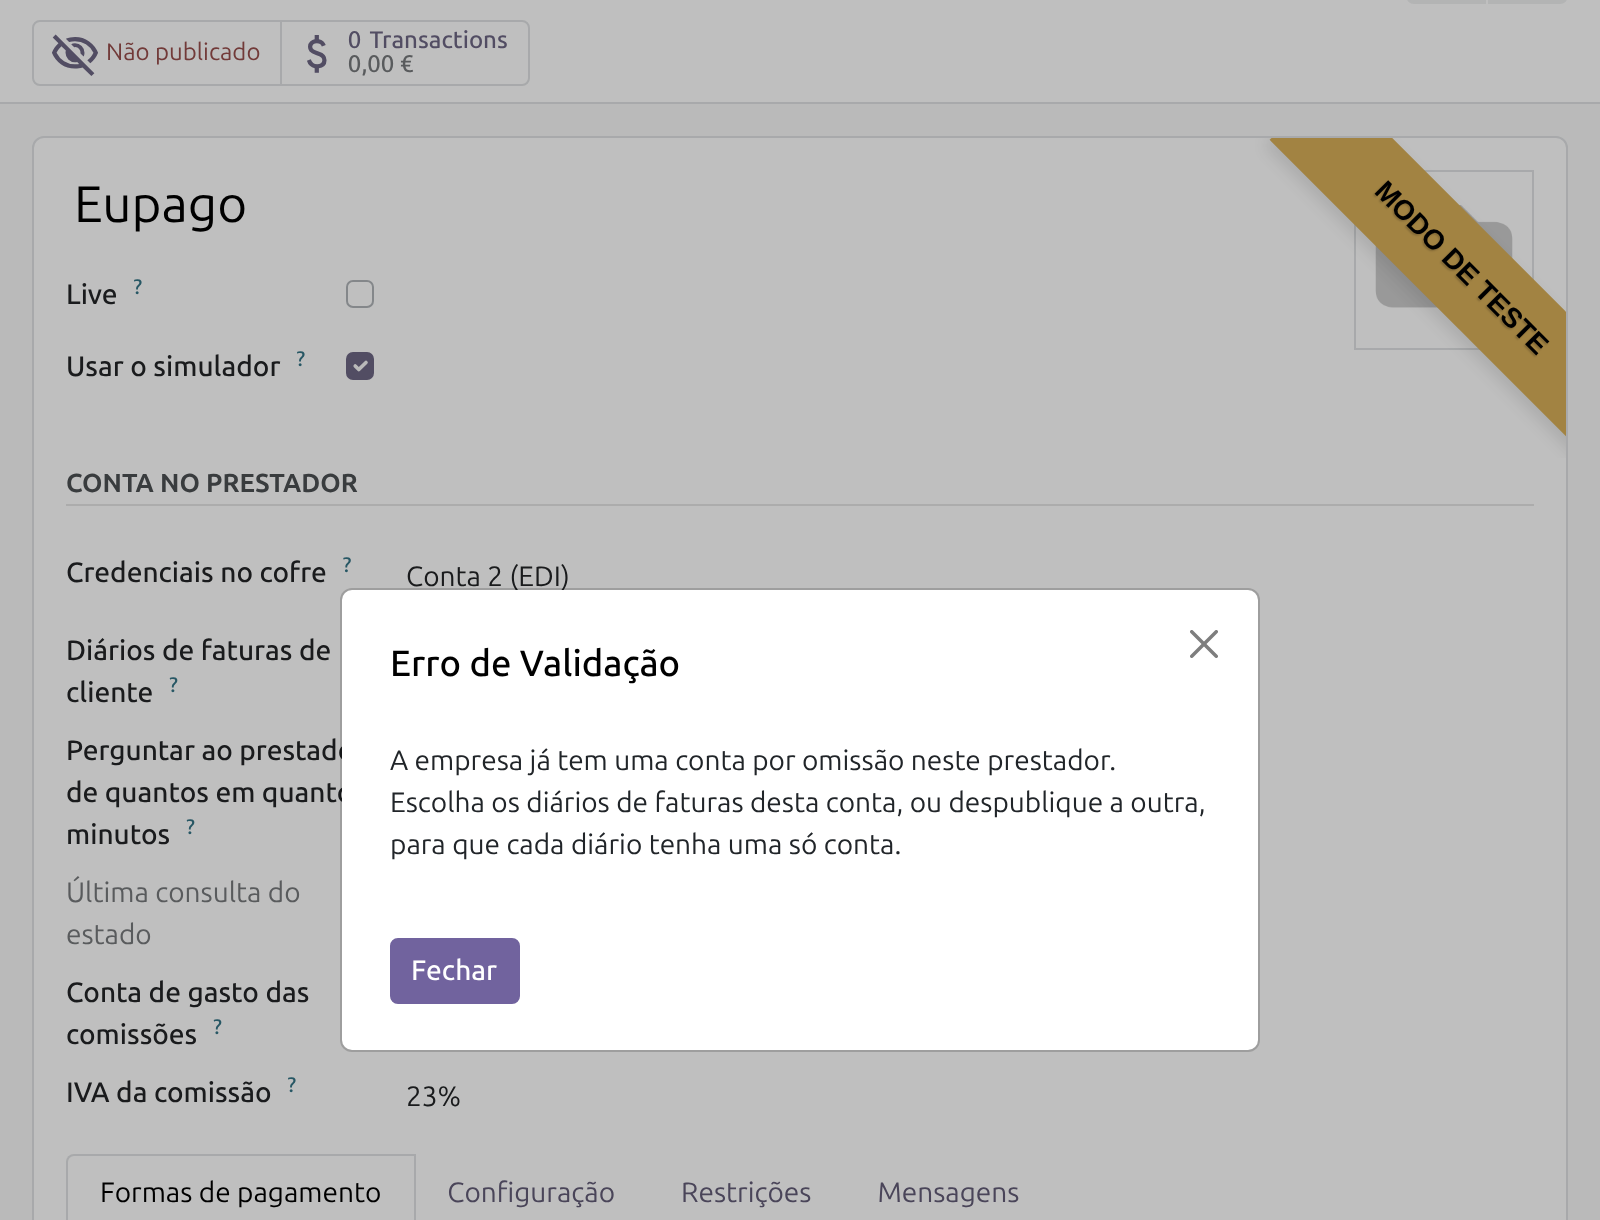 Não publicado
0 Transactions
0,00 €
Eupago
MODO DE TESTE
Live ?
Usar o simulador ?
CONTA NO PRESTADOR
Credenciais no cofre ?
Conta 2 (EDI)
Diários de faturas de
cliente ?
Perguntar ao prestad
de quantos em quant
minutos ?
Última consulta do
estado
Conta de gasto das
comissões ?
IVA da comissão ?
23%
Erro de Validação
A empresa já tem uma conta por omissão neste prestador.
Escolha os diários de faturas desta conta, ou despublique a outra,
para que cada diário tenha uma só conta.
Fechar
Formas de pagamento
Configuração
Restrições
Mensagens